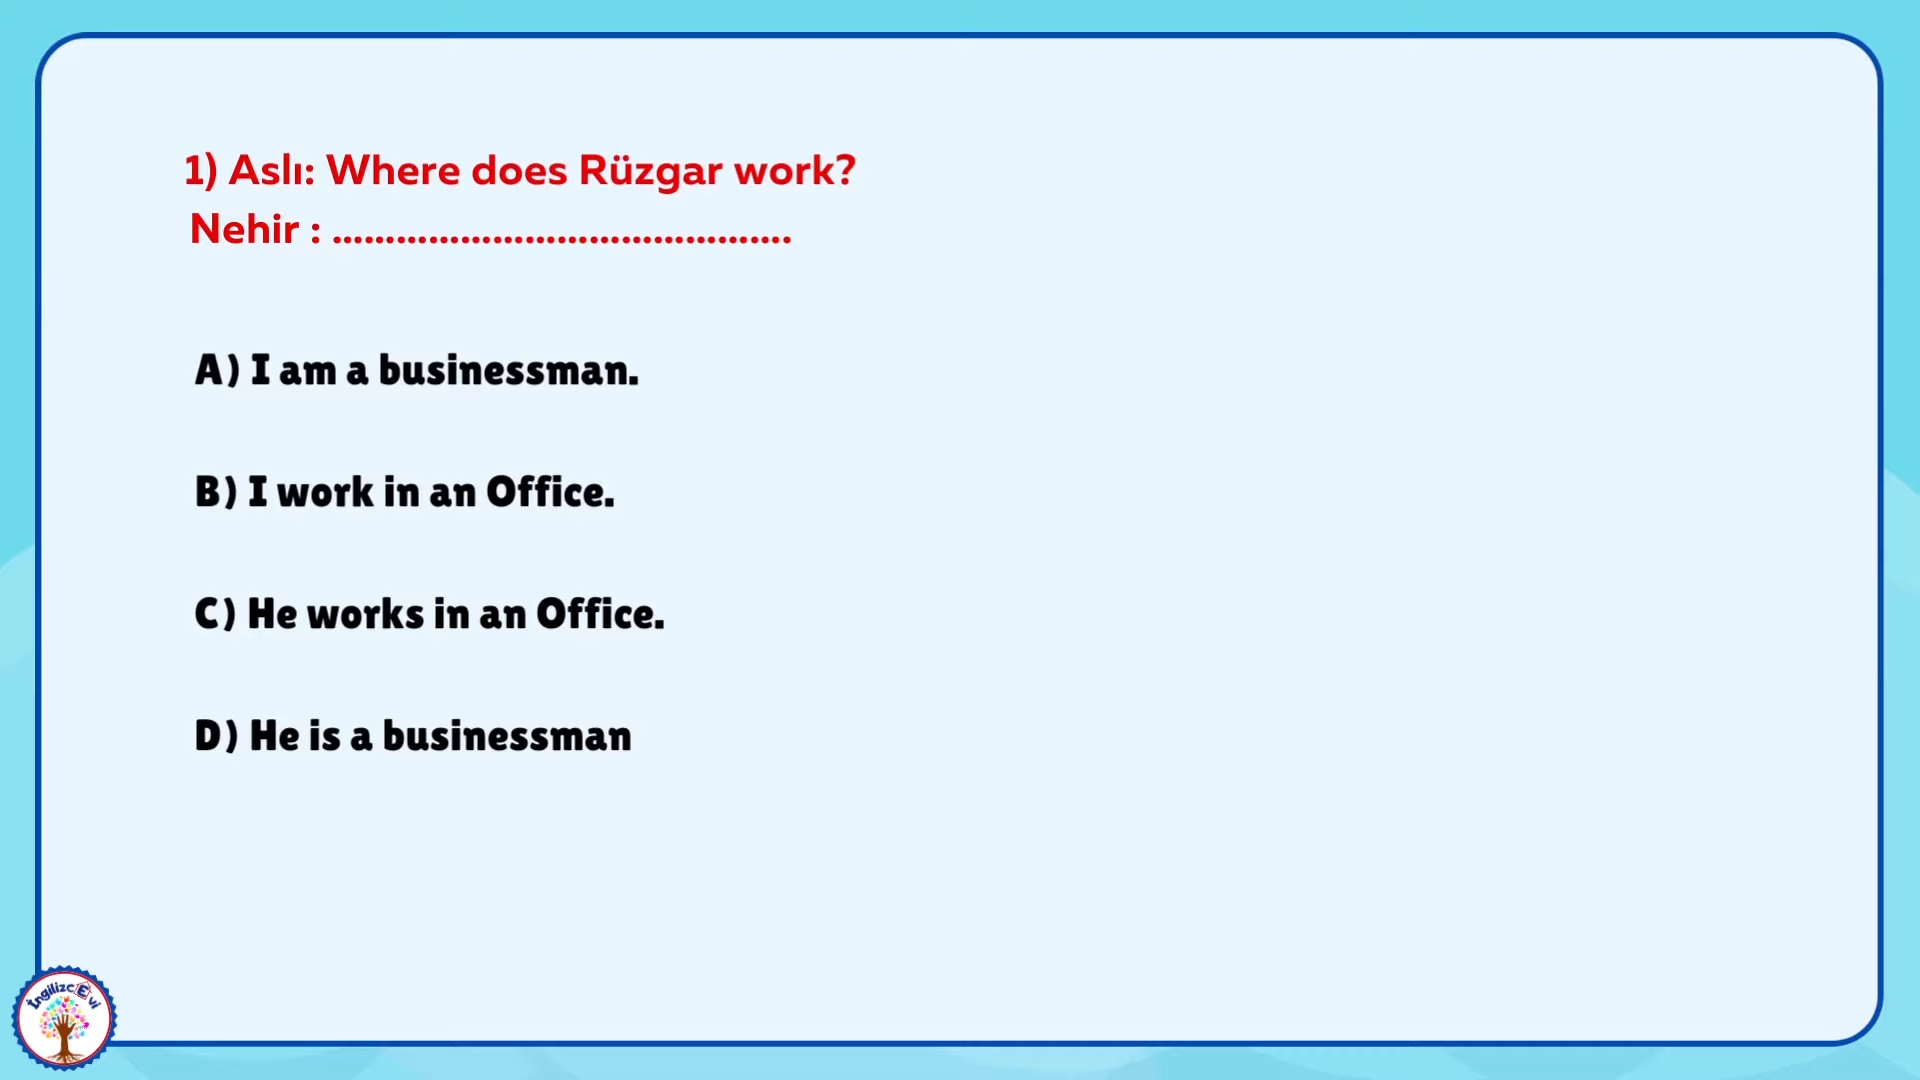 1) Aslı: Where does Rüzgar work?
Nehir : ...........................................
A) I am a businessman.
B) I work in an Office.
C) He works in an Office.
D) He is a businessman
İngilizcEvi